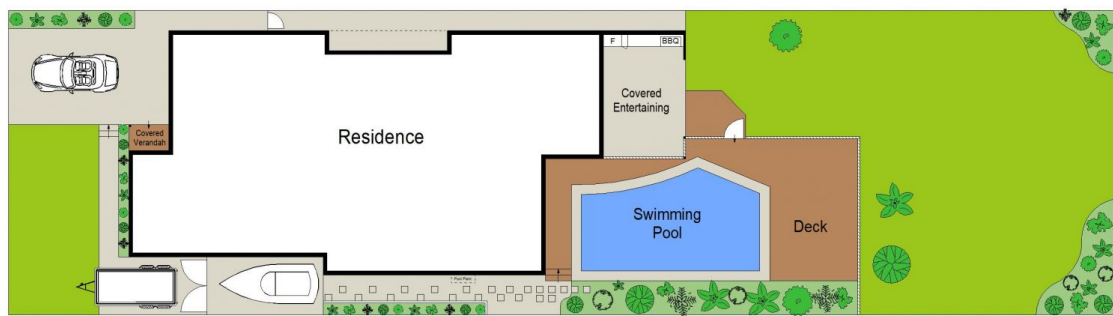 F
BBQ
Covered
Entertaining
Covered
Verandah
Residence
Swimming
Pool
Deck